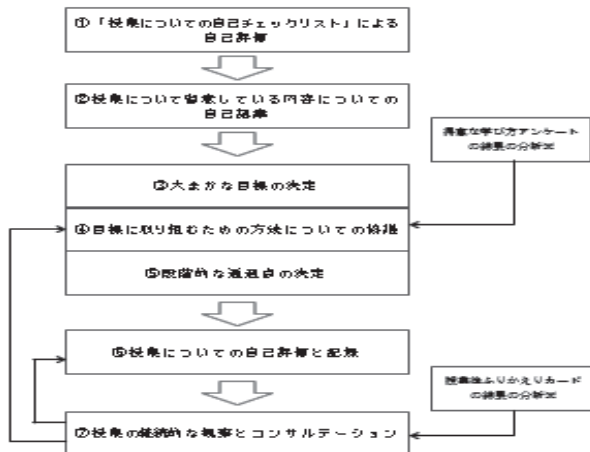 ①「授業についての自己チェックリスト」による
自己評価
②授業について留意している内容についての
自己認識
得意な学び方アンケート
の結果の分析※
③大まかな目標の決定
④目標に取り組むための方法についての協議
⑤段階的な通過点の決定
⑥授業についての自己評価と記録
授業後ふりかえりカード
の結果の分析※
⑦授業の継続的な観察とコンサルテーション